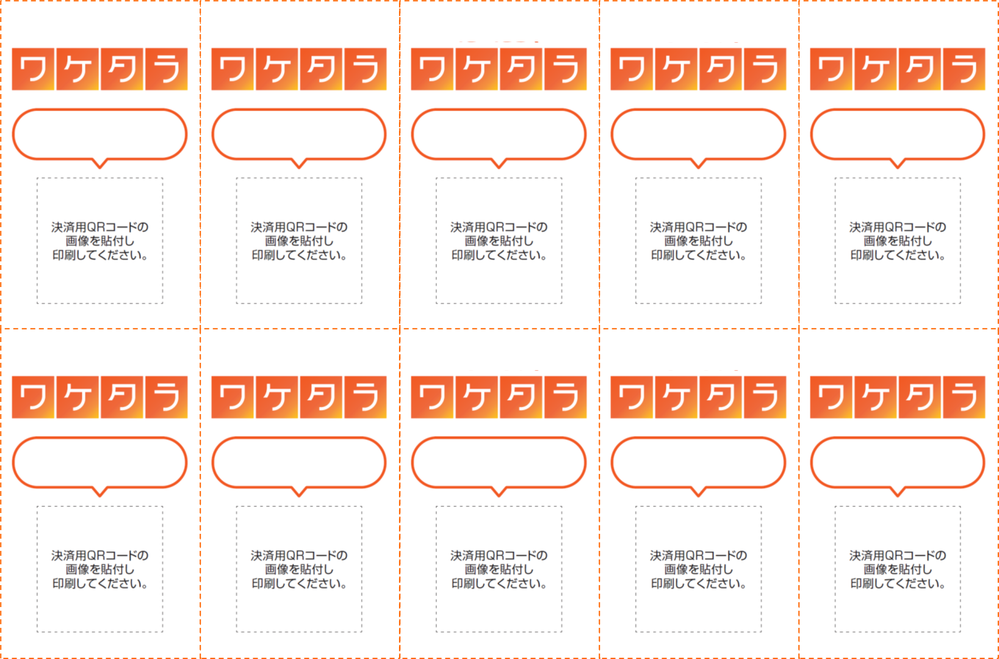 ワケタラ
決済用QRコードの
画像を貼付し
印刷してください。
ワケタラ
決済用QRコードの
画像を貼付し
印刷してください。
ワケタラ
決済用QRコードの
画像を貼付し
印刷してください。
ワケタラ
決済用QRコードの
画像を貼付し
印刷してください。
ワケタラ
決済用QRコードの
画像を貼付し
印刷してください。
ワケタラ
決済用QRコードの
画像を貼付し
印刷してください。
ワケタラ
決済用QRコードの
画像を貼付し
印刷してください。
ワケタラ
決済用QRコードの
画像を貼付し
印刷してください。
ワケタラ
決済用QRコードの
画像を貼付し
印刷してください。
ワケタラ
決済用QRコードの
画像を貼付し
印刷してください。